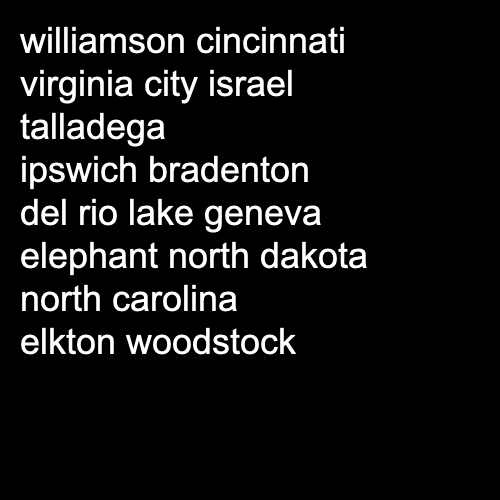 williamson cincinnati
virginia city israel
talladega
ipswich bradenton
del rio lake geneva
elephant north dakota
north carolina
elkton woodstock